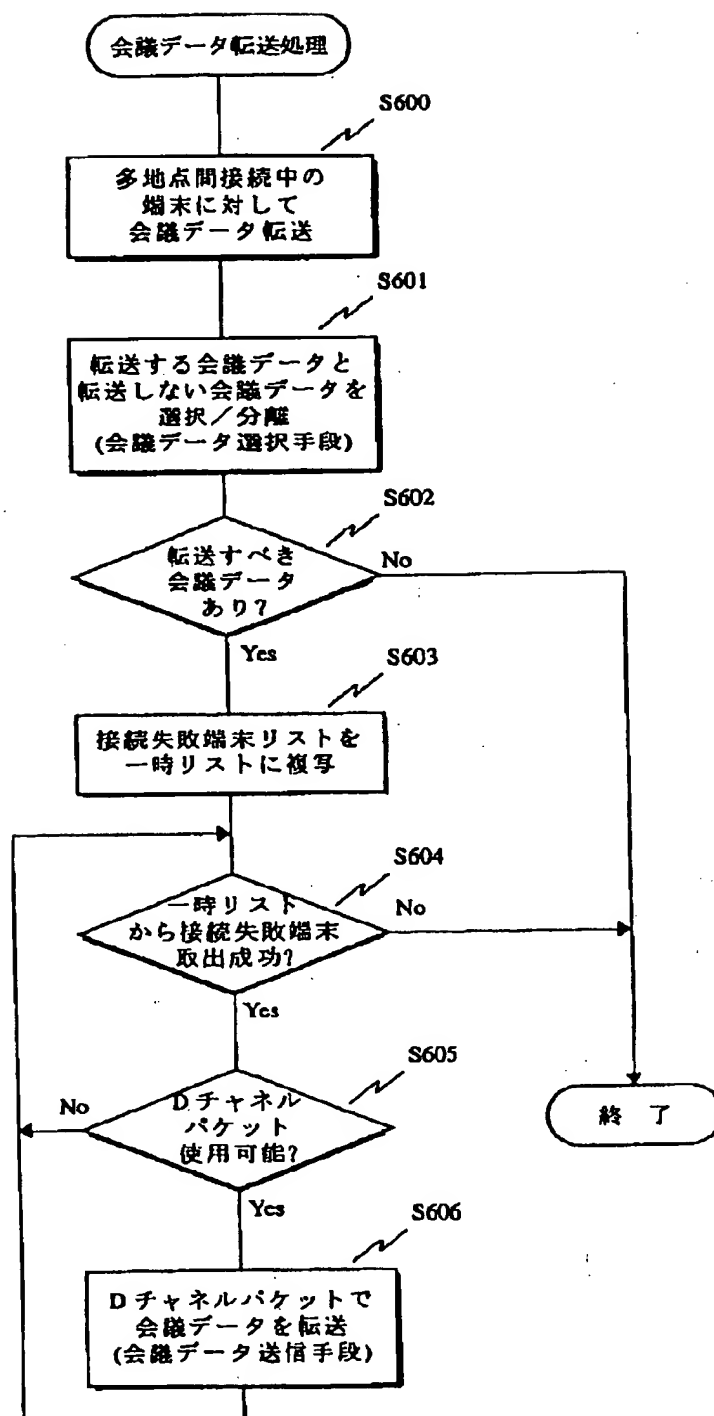 会議データ転送処理
S600
多地点間接続中の
端末に対して
会議データ転送
S601
転送する会議データと
転送しない会議データを
選択／分離
(会議データ選択手段)
S602
転送すべき
会議データ
あり？
No
Yes
S603
接続失敗端末リストを
一時リストに複写
S604
一時リスト
から接続失敗端末
取出成功？
No
Yes
S605
Dチャネル
パケット
使用可能？
No
Yes
終了
S606
Dチャネルパケットで
会議データを転送
(会議データ送信手段)